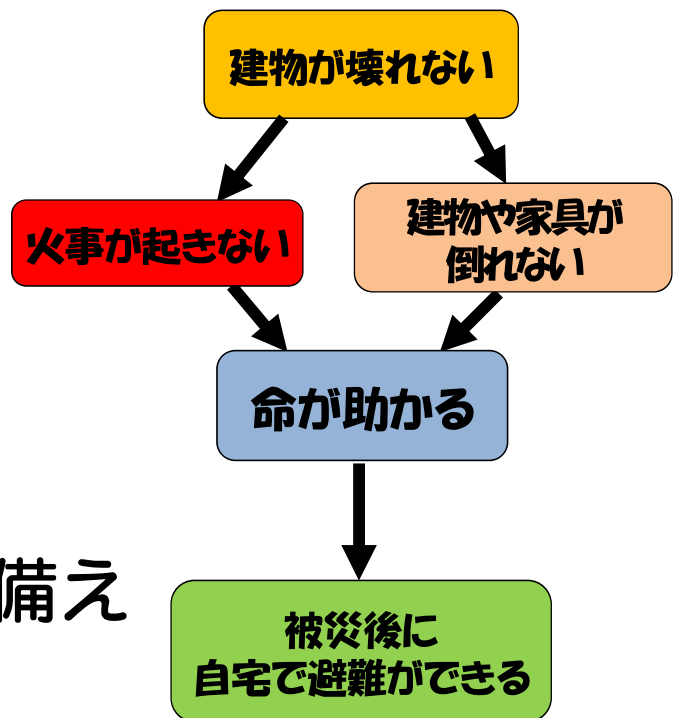 建物が壊れない
火事が起きない
建物や家具が
倒れない
命が助かる
備え
被災後に
自宅で避難ができる